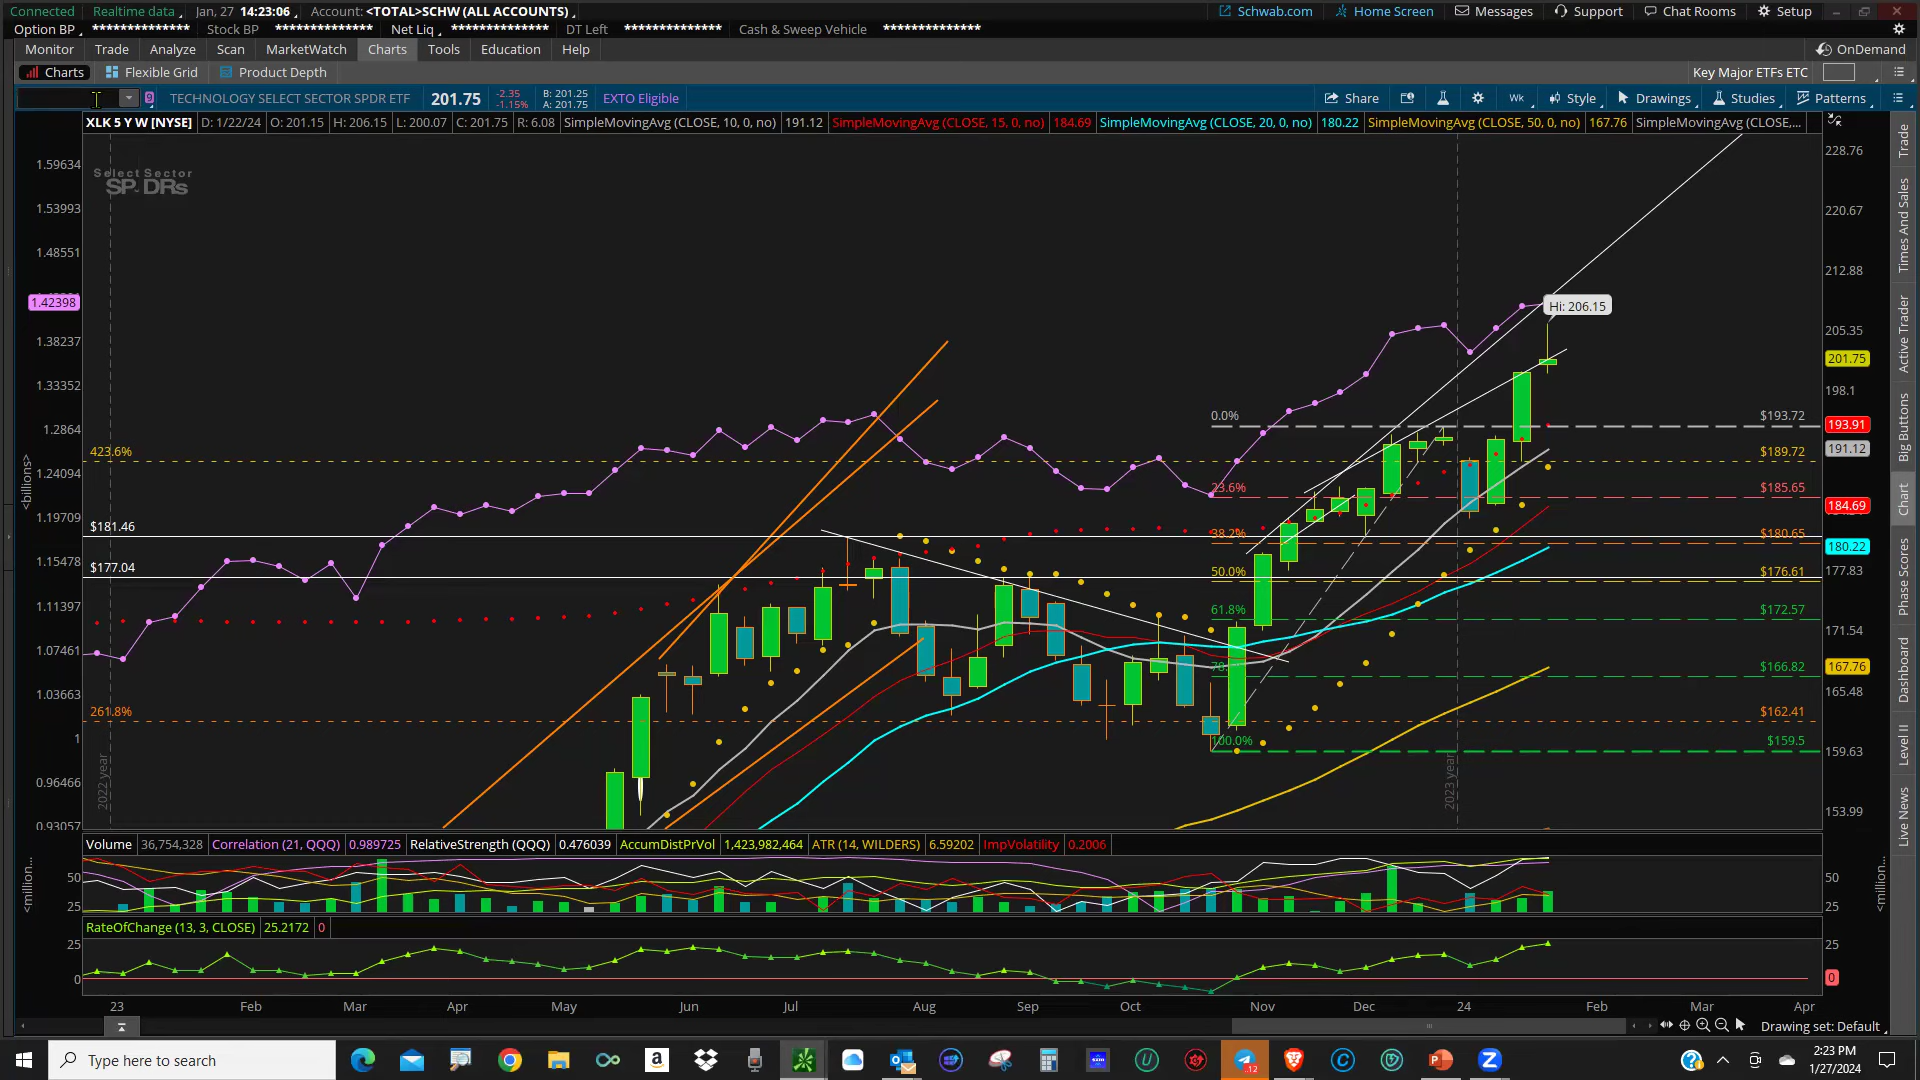 Connected Realtime data Jan, 27 14:23:06 Account: <TOTAL>SCHW (ALL ACCOUNTS) Schwab.com Home Screen Messages Support Chat Rooms Setup
Option BP ************* Stock BP ************* Net Liq ************* DT Left ************* Cash & Sweep Vehicle *************
Monitor Trade Analyze Scan MarketWatch Charts Tools Education Help OnDemand
Charts Flexible Grid Product Depth Key Major ETFs ETC
9 TECHNOLOGY SELECT SECTOR SPDR ETF 201.75 -2.35 -1.15% B: 201.25 A: 201.75 EXTO Eligible Share Wk Style Drawings Studies Patterns
XLK 5 Y W [NYSE] D: 1/22/24 O: 201.15 H: 206.15 L: 200.07 C: 201.75 R: 6.08 SimpleMovingAvg (CLOSE, 10, 0, no) 191.12 SimpleMovingAvg (CLOSE, 15, 0, no) 184.69 SimpleMovingAvg (CLOSE, 20, 0, no) 180.22 SimpleMovingAvg (CLOSE, 50, 0, no) 167.76 SimpleMovingAvg (CLOSE,...
Select Sector
SPDRs
1.59634
1.53993
1.48551
1.42398
1.38237
1.33352
1.2864
1.24094
1.19709
1.15478
1.11397
1.07461
1.03663
1
0.96466
0.93057
<billions>
423.6%
$181.46
$177.04
261.8%
2022 year
2023 year
Hi: 206.15
0.0% $193.72
$189.72
23.6% $185.65
38.2% $180.65
50.0% $176.61
61.8% $172.57
$166.82
$162.41
100.0% $159.5
228.76
220.67
212.88
205.35
201.75
198.1
193.91
191.12
184.69
180.22
177.83
171.54
167.76
165.48
159.63
153.99
Trade
Times And Sales
Active Trader
Big Buttons
Chart
Phase Scores
Dashboard
Level II
Live News
Volume 36,754,328 Correlation (21, QQQ) 0.989725 RelativeStrength (QQQ) 0.476039 AccumDistPrVol 1,423,982,464 ATR (14, WILDERS) 6.59202 ImpVolatility 0.2006
50 50
25 25
<million... <million...
RateOfChange (13, 3, CLOSE) 25.2172 0
25 25
0 0
23 Feb Mar Apr May Jun Jul Aug Sep Oct Nov Dec 24 Feb Mar Apr
Drawing set: Default
Type here to search
12
2:23 PM
1/27/2024